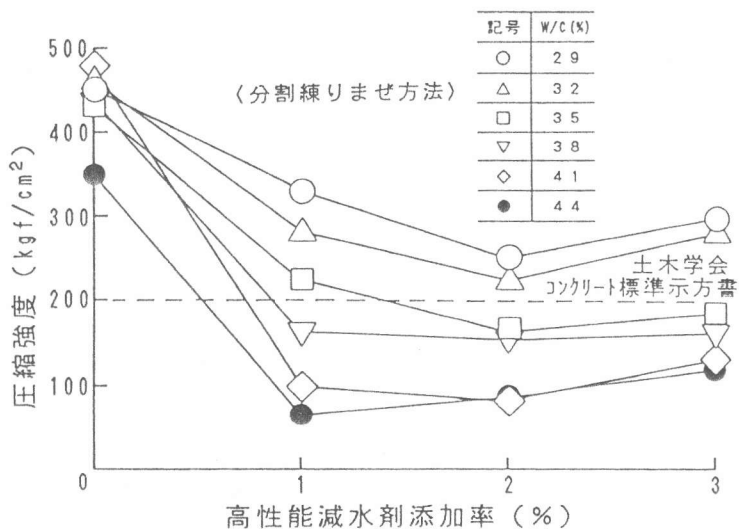 記号 W/C(%)
○ 29
△ 32
□ 35
▽ 38
◇ 41
● 44
〈分割練りまぜ方法〉
圧縮強度(kgf/cm²)
500
400
300
200
100
0
土木学会
コンクリート標準示方書
0 1 2 3
高性能減水剤添加率(%)